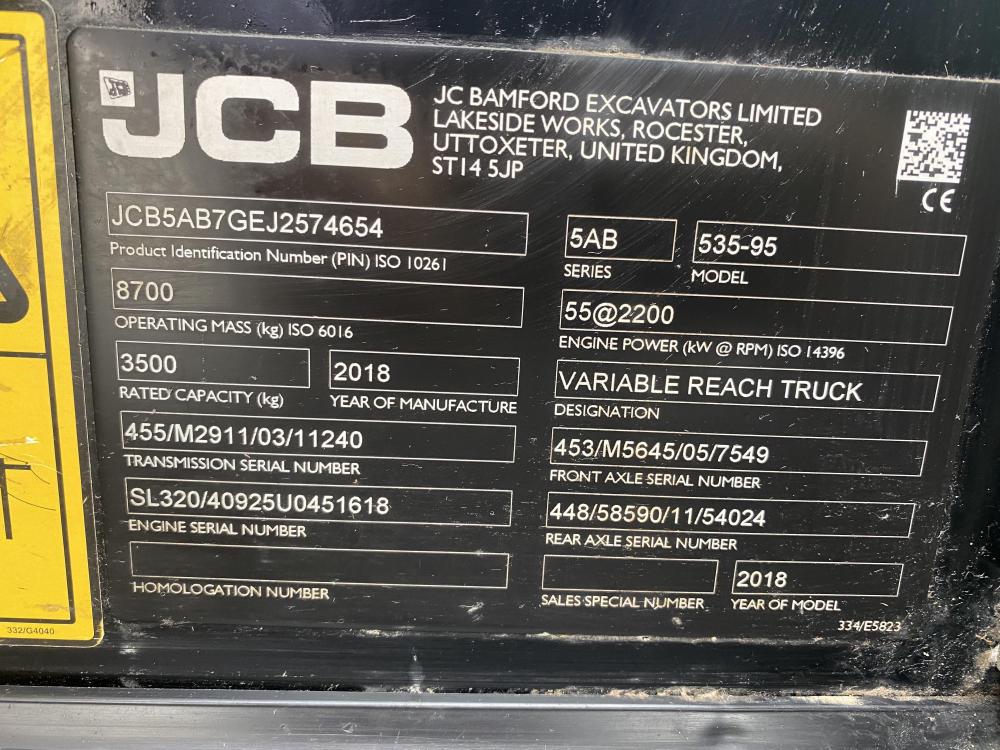 JCB
JC BAMFORD EXCAVATORS LIMITED
LAKESIDE WORKS, ROCESTER,
UTTOXETER, UNITED KINGDOM,
ST14 5JP
CE
JCB5AB7GEJ2574654
Product Identification Number (PIN) ISO 10261
5AB
SERIES
535-95
MODEL
8700
OPERATING MASS (kg) ISO 6016
55@2200
ENGINE POWER (kW @ RPM) ISO 14396
3500
RATED CAPACITY (kg)
2018
YEAR OF MANUFACTURE
VARIABLE REACH TRUCK
DESIGNATION
455/M2911/03/11240
TRANSMISSION SERIAL NUMBER
453/M5645/05/7549
FRONT AXLE SERIAL NUMBER
SL320/40925U0451618
ENGINE SERIAL NUMBER
448/58590/11/54024
REAR AXLE SERIAL NUMBER
HOMOLOGATION NUMBER
SALES SPECIAL NUMBER
2018
YEAR OF MODEL
334/E5823
332/G4040